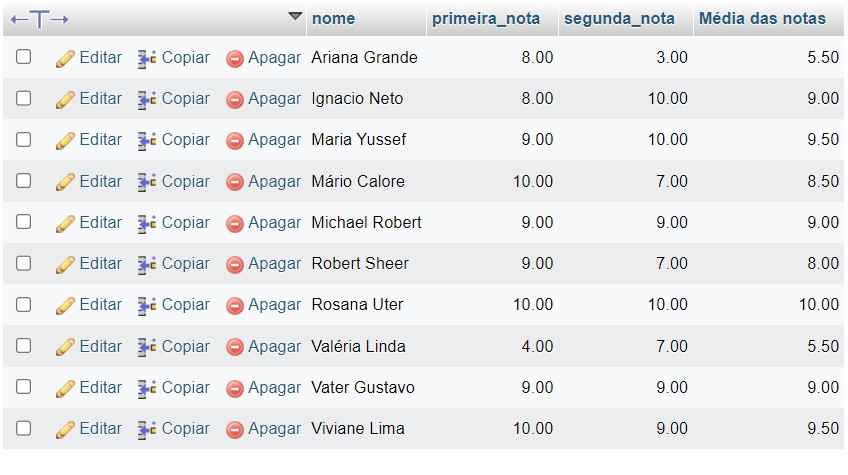 nome primeira_nota segunda_nota Média das notas
Editar Copiar Apagar Ariana Grande 8.00 3.00 5.50
Editar Copiar Apagar Ignacio Neto 8.00 10.00 9.00
Editar Copiar Apagar Maria Yussef 9.00 10.00 9.50
Editar Copiar Apagar Mário Calore 10.00 7.00 8.50
Editar Copiar Apagar Michael Robert 9.00 9.00 9.00
Editar Copiar Apagar Robert Sheer 9.00 7.00 8.00
Editar Copiar Apagar Rosana Uter 10.00 10.00 10.00
Editar Copiar Apagar Valéria Linda 4.00 7.00 5.50
Editar Copiar Apagar Vater Gustavo 9.00 9.00 9.00
Editar Copiar Apagar Viviane Lima 10.00 9.00 9.50